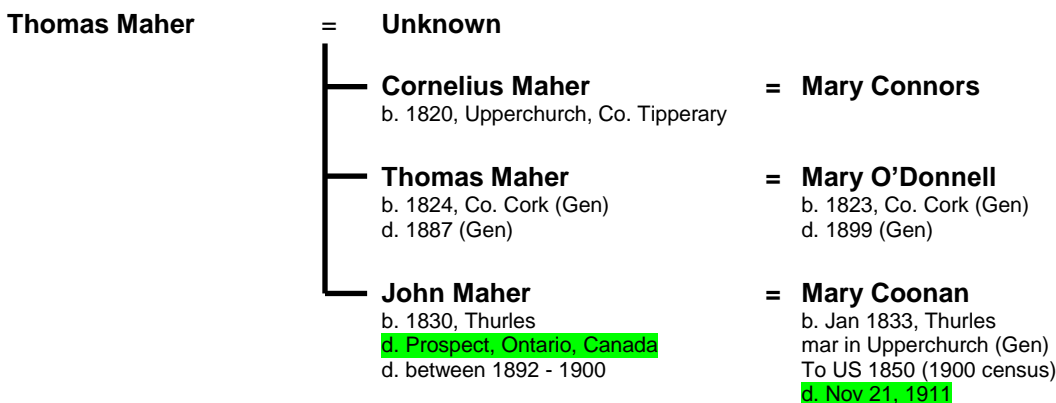 Thomas Maher = Unknown
Cornelius Maher = Mary Connors
b. 1820, Upperchurch, Co. Tipperary
Thomas Maher = Mary O’Donnell
b. 1824, Co. Cork (Gen) b. 1823, Co. Cork (Gen)
d. 1887 (Gen) d. 1899 (Gen)
John Maher = Mary Coonan
b. 1830, Thurles b. Jan 1833, Thurles
d. Prospect, Ontario, Canada mar in Upperchurch (Gen)
d. between 1892 - 1900 To US 1850 (1900 census)
d. Nov 21, 1911